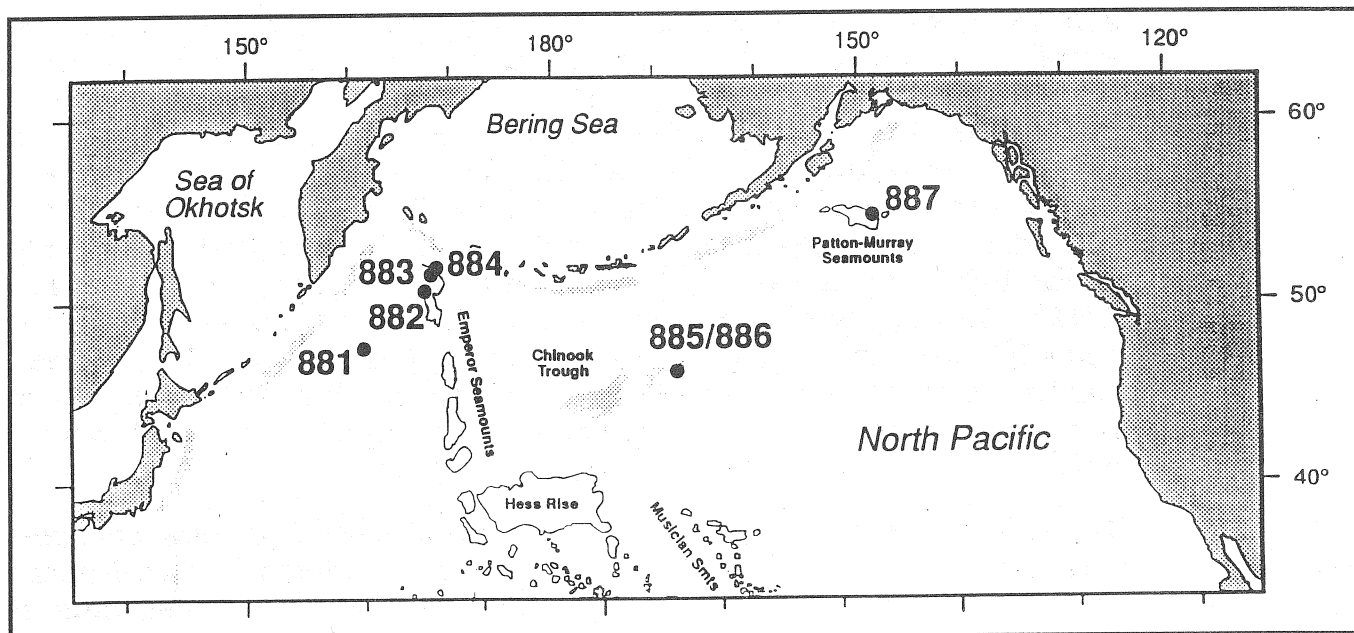 150°
180°
150°
120°
60°
Bering Sea
Sea of
Okhotsk
887
Patton-Murray
Seamounts
883
884
50°
882
Emperor Seamounts
885/886
881
Chinook
Trough
North Pacific
40°
Hess Rise
Musician Smts